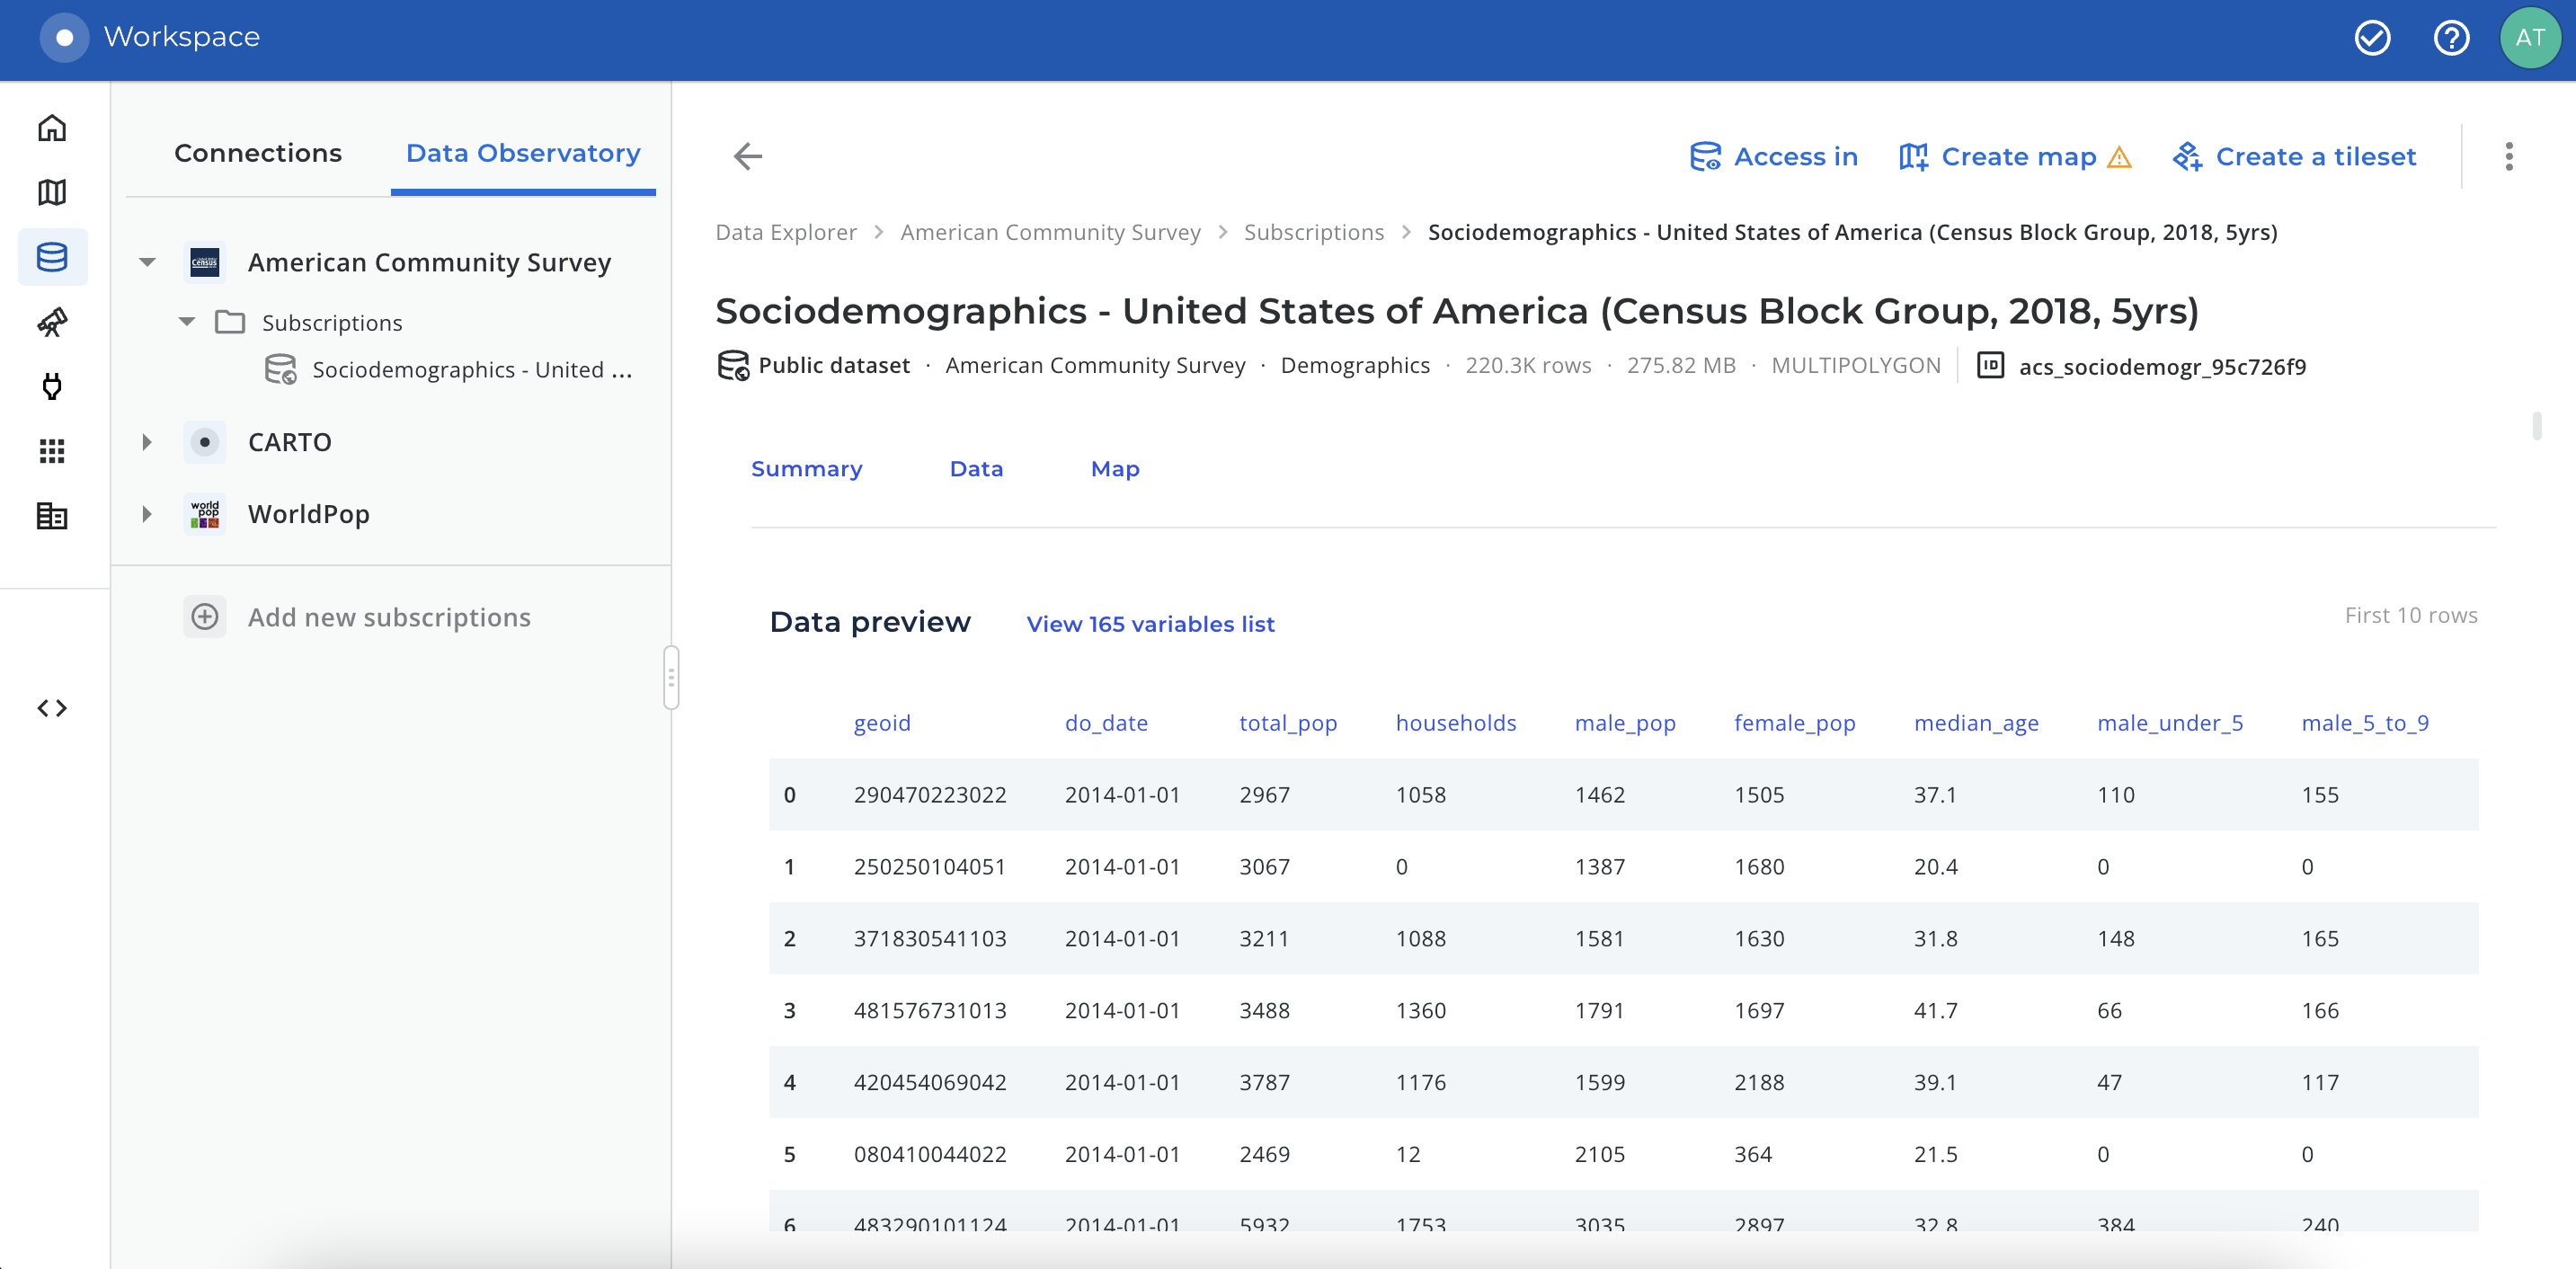 Workspace
AT
Connections
Data Observatory
Census
American Community Survey
Subscriptions
Sociodemographics - United ...
CARTO
world
pop
WorldPop
Add new subscriptions
Access in
Create map
Create a tileset
Data Explorer > American Community Survey > Subscriptions > Sociodemographics - United States of America (Census Block Group, 2018, 5yrs)
Sociodemographics - United States of America (Census Block Group, 2018, 5yrs)
Public dataset · American Community Survey · Demographics · 220.3K rows · 275.82 MB · MULTIPOLYGON ID acs_sociodemogr_95c726f9
Summary
Data
Map
Data preview
View 165 variables list
First 10 rows
geoid do_date total_pop households male_pop female_pop median_age male_under_5 male_5_to_9
0 290470223022 2014-01-01 2967 1058 1462 1505 37.1 110 155
1 250250104051 2014-01-01 3067 0 1387 1680 20.4 0 0
2 371830541103 2014-01-01 3211 1088 1581 1630 31.8 148 165
3 481576731013 2014-01-01 3488 1360 1791 1697 41.7 66 166
4 420454069042 2014-01-01 3787 1176 1599 2188 39.1 47 117
5 080410044022 2014-01-01 2469 12 2105 364 21.5 0 0
6 483290101124 2014-01-01 5932 1753 3035 2897 32.8 384 240